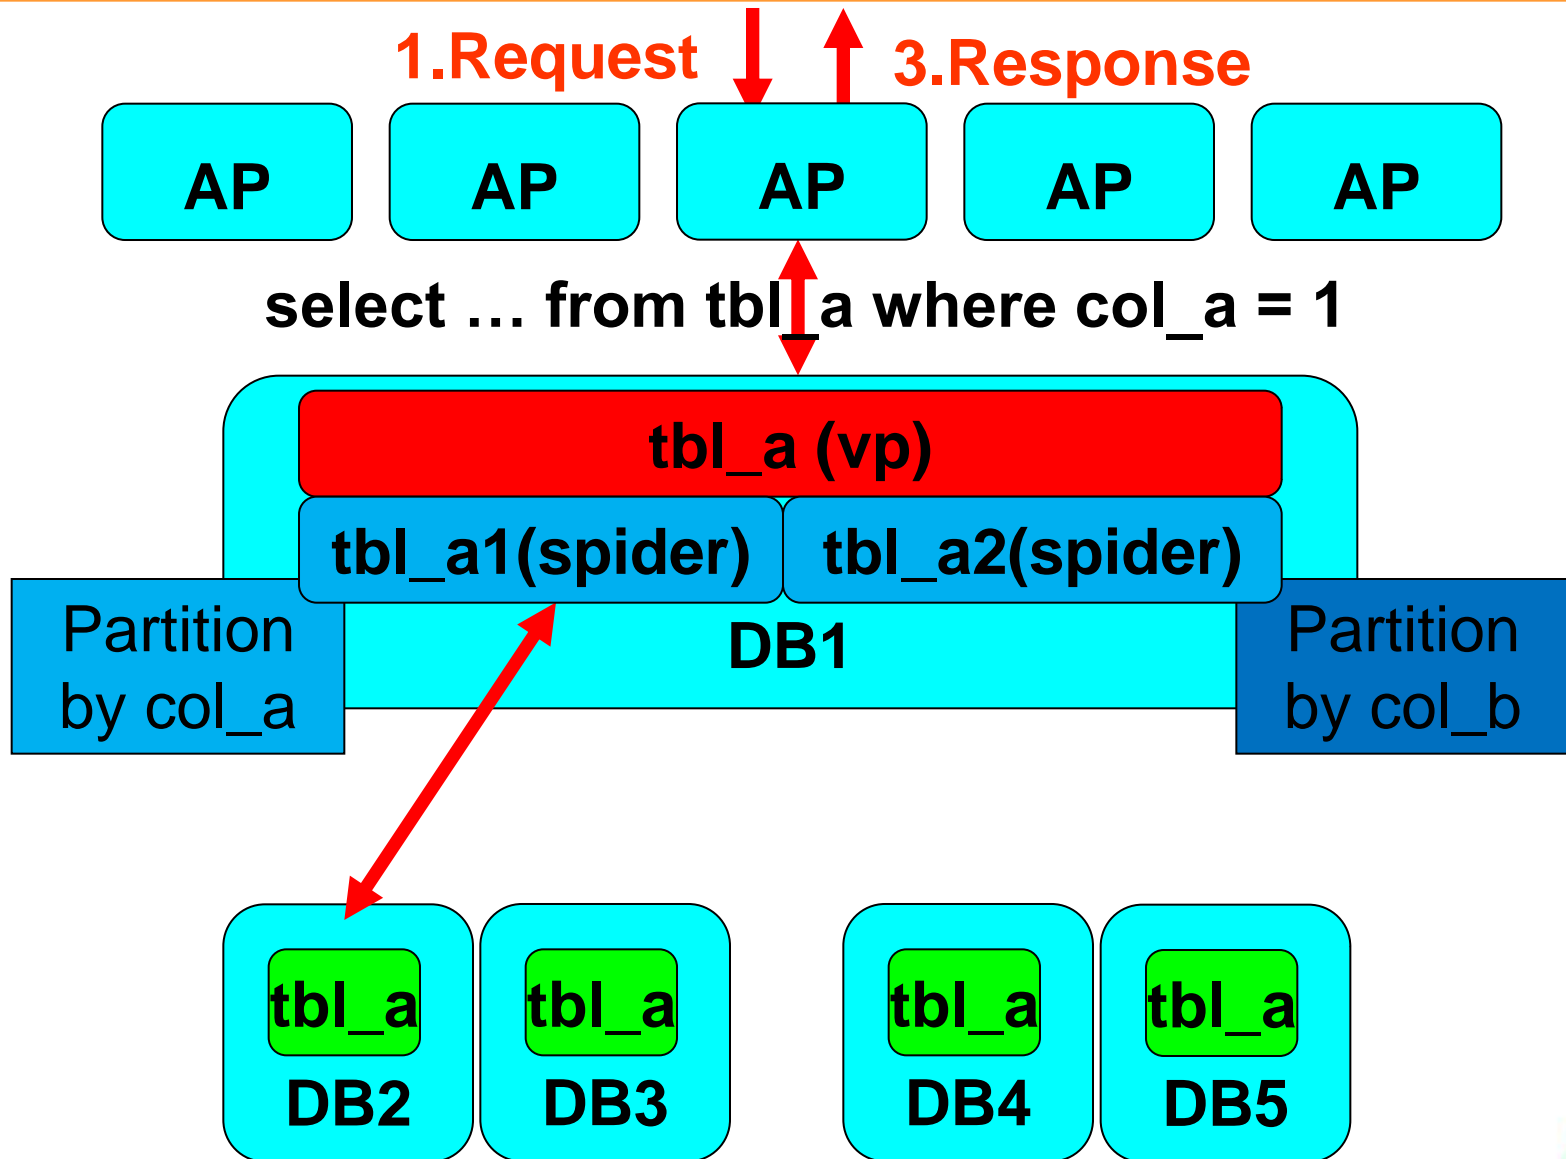 1.Request
3.Response
AP
AP
AP
AP
AP
select … from tbl_a where col_a = 1
tbl_a (vp)
tbl_a1(spider)
tbl_a2(spider)
Partition
by col_a
DB1
Partition
by col_b
tbl_a
tbl_a
tbl_a
tbl_a
DB2
DB3
DB4
DB5